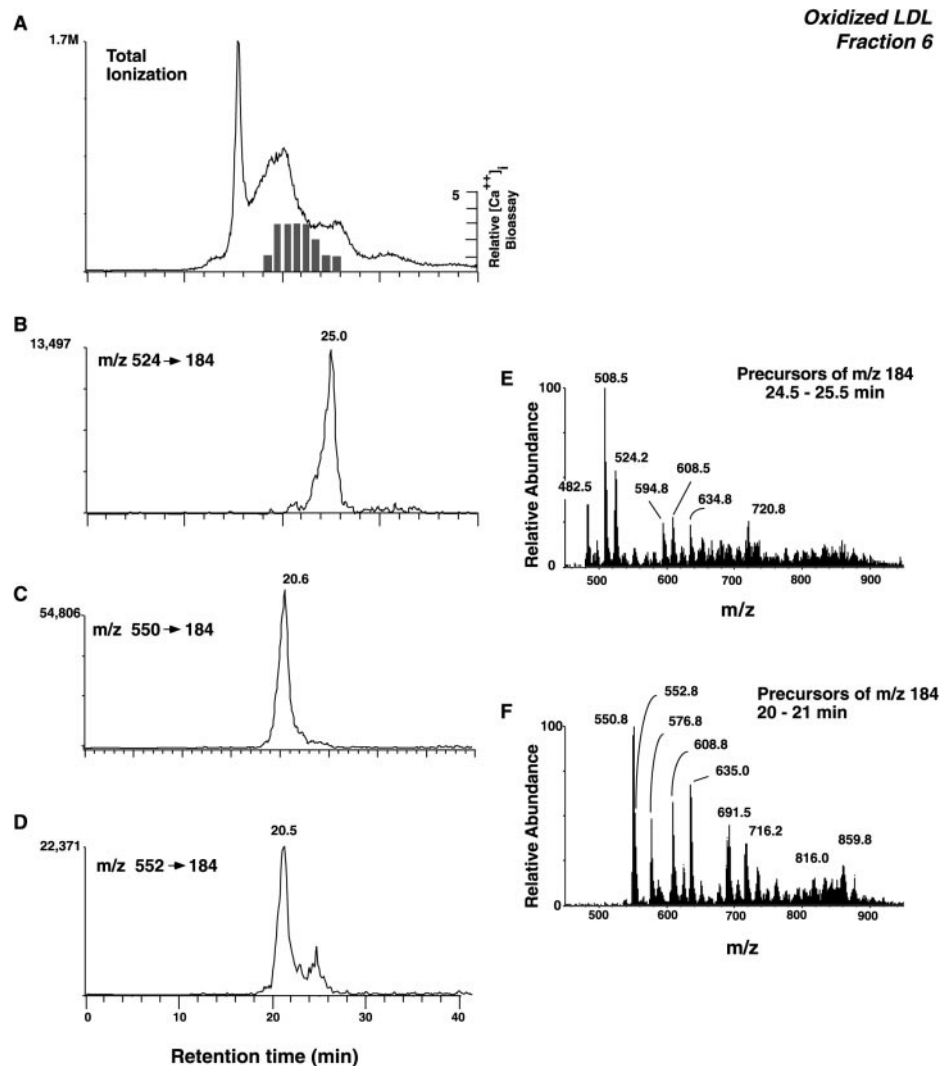 Oxidized LDL
Fraction 6
A
1.7M
Total
Ionization
5
Relative [Ca++]i
Bioassay
B
13,497
m/z 524 → 184
25.0
C
54,806
m/z 550 → 184
20.6
D
22,371
m/z 552 → 184
20.5
0 10 20 30 40
Retention time (min)
E
Precursors of m/z 184
24.5 - 25.5 min
100
508.5
524.2
482.5
594.8
608.5
634.8
720.8
0
500 600 700 800 900
Relative Abundance
m/z
F
Precursors of m/z 184
20 - 21 min
100
550.8
552.8
576.8
608.8
635.0
691.5
716.2
816.0
859.8
0
500 600 700 800 900
Relative Abundance
m/z